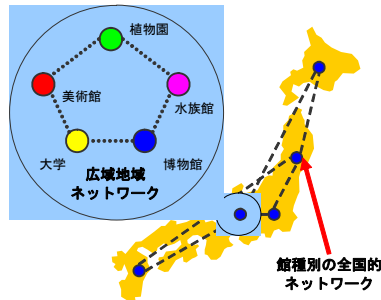 植物園
美術館
水族館
大学
博物館
広域地域
ネットワーク
館種別の全国的
ネットワーク